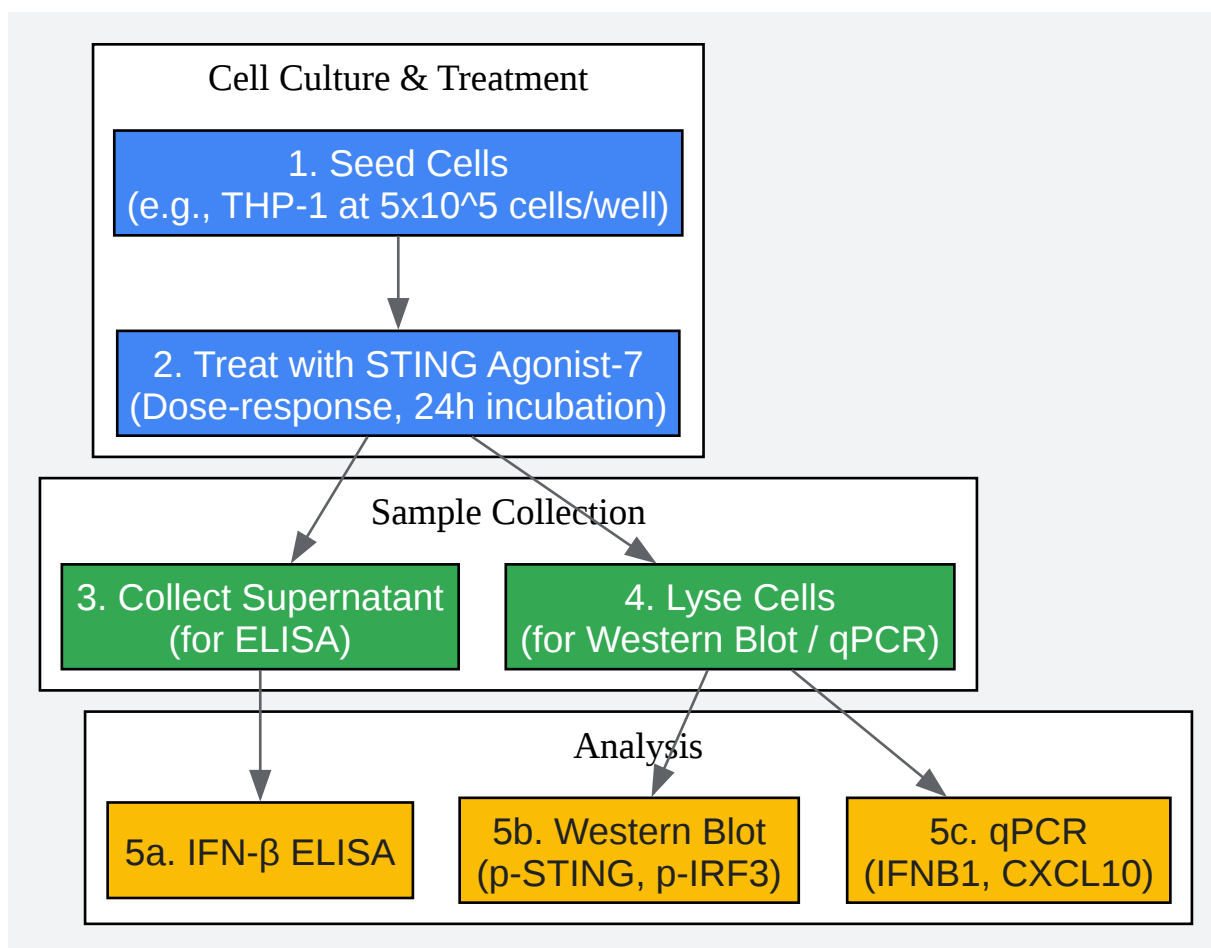 Cell Culture & Treatment
1. Seed Cells
(e.g., THP-1 at 5x10^5 cells/well)
2. Treat with STING Agonist-7
(Dose-response, 24h incubation)
Sample Collection
3. Collect Supernatant
(for ELISA)
4. Lyse Cells
(for Western Blot / qPCR)
Analysis
5a. IFN-β ELISA
5b. Western Blot
(p-STING, p-IRF3)
5c. qPCR
(IFNB1, CXCL10)